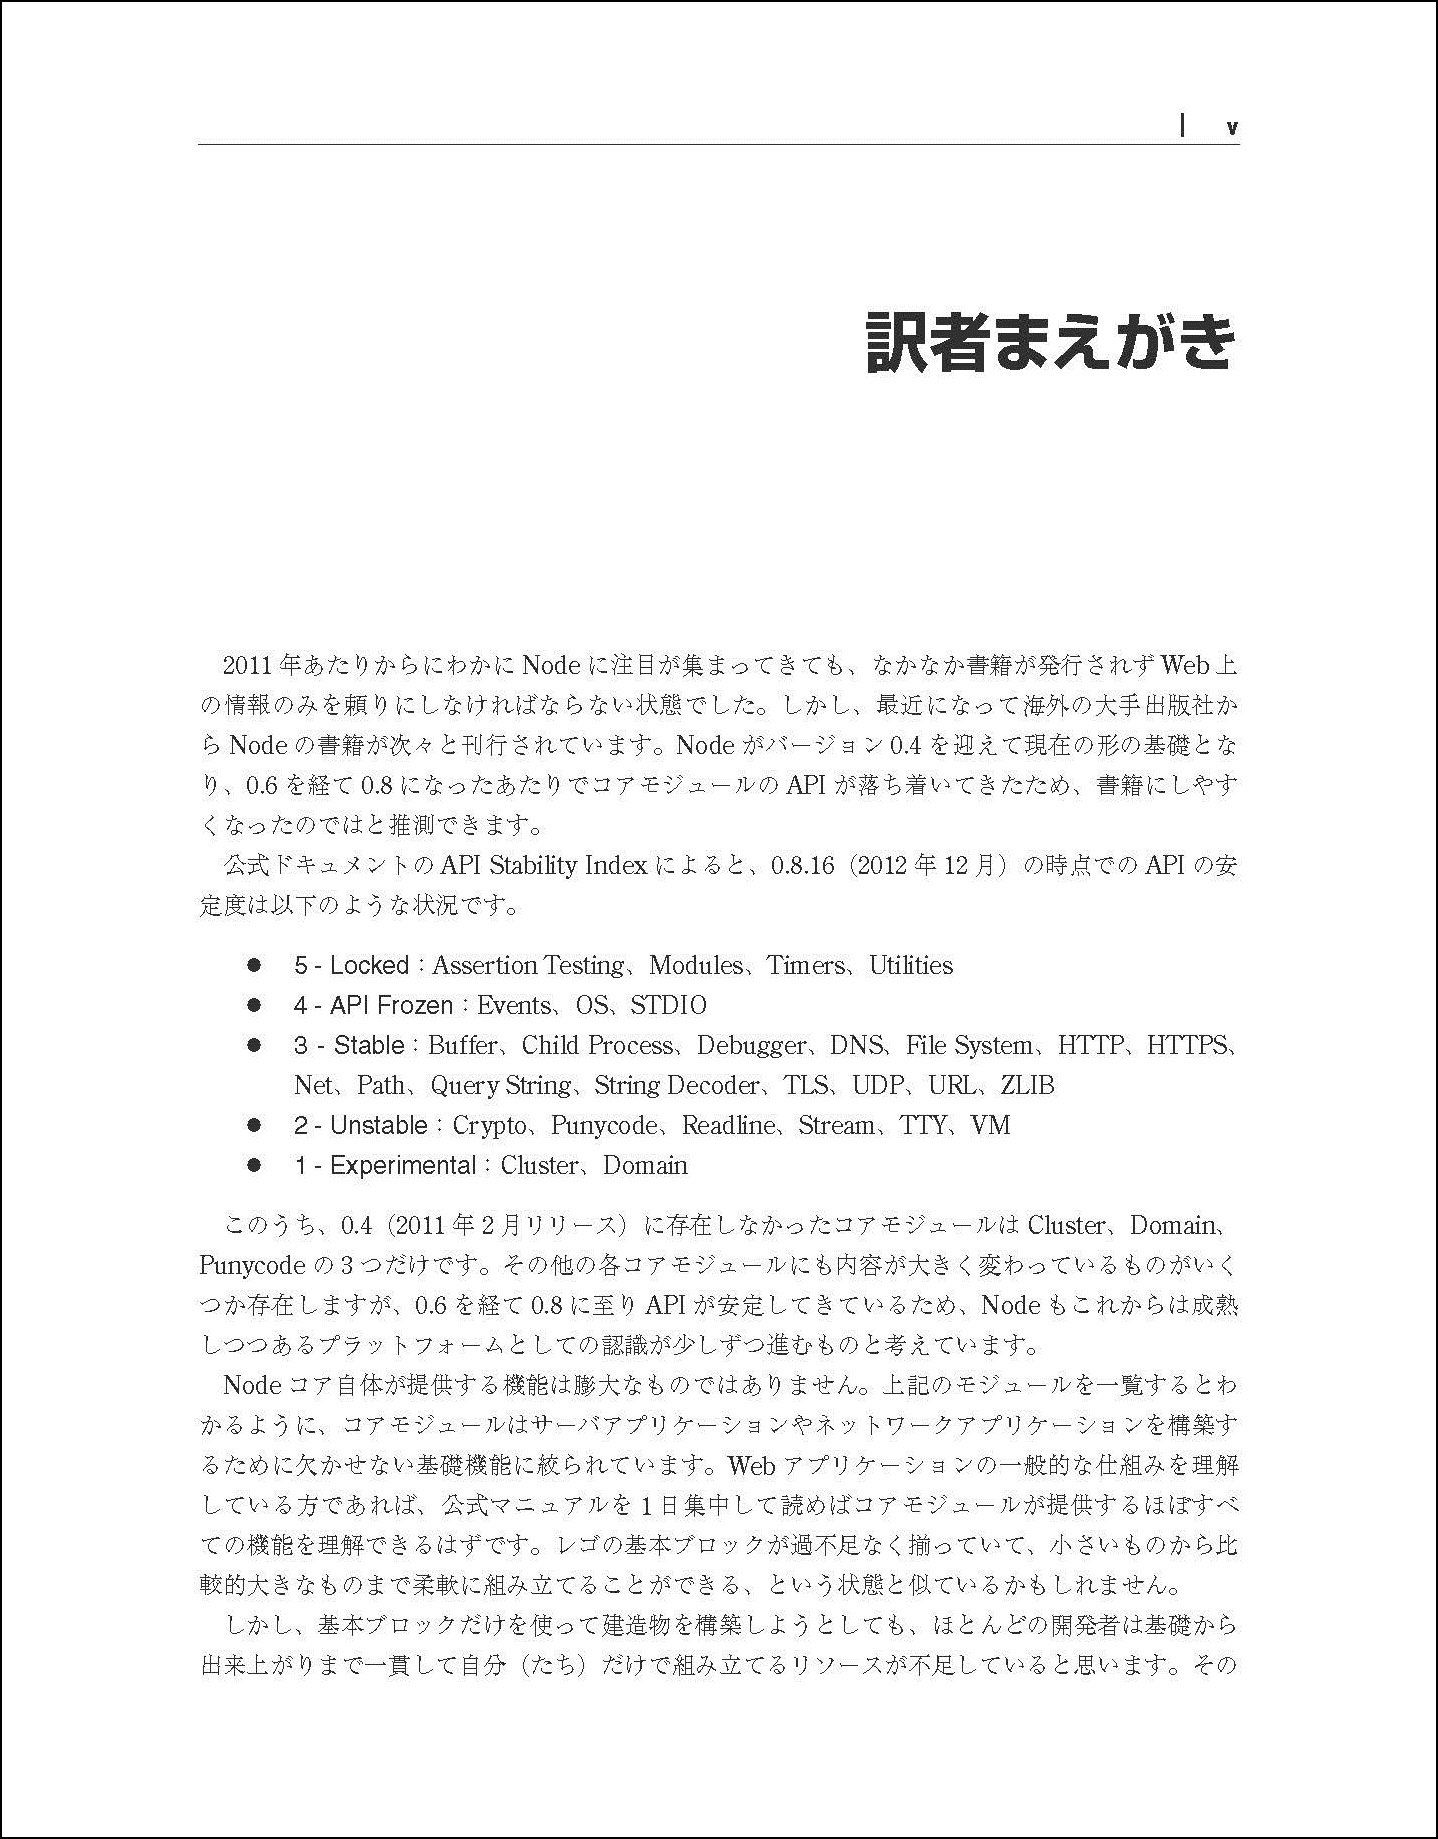 v
訳者まえがき
2011年あたりからにわかにNodeに注目が集まってきても、なかなか書籍が発行されずWeb上
の情報のみを頼りにしなければならない状態でした。しかし、最近になって海外の大手出版社か
らNodeの書籍が次々と刊行されています。Nodeがバージョン0.4を迎えて現在の形の基礎とな
り、0.6を経て0.8になったあたりでコアモジュールのAPIが落ち着いてきたため、書籍にしやす
くなったのではと推測できます。
公式ドキュメントのAPI Stability Indexによると、0.8.16（2012年12月）の時点でのAPIの安
定度は以下のような状況です。
● 5 - Locked：Assertion Testing、Modules、Timers、Utilities
● 4 - API Frozen：Events、OS、STDIO
● 3 - Stable：Buffer、Child Process、Debugger、DNS、File System、HTTP、HTTPS、
Net、Path、Query String、String Decoder、TLS、UDP、URL、ZLIB
● 2 - Unstable：Crypto、Punycode、Readline、Stream、TTY、VM
● 1 - Experimental：Cluster、Domain
このうち、0.4（2011年2月リリース）に存在しなかったコアモジュールはCluster、Domain、
Punycodeの3つだけです。その他の各コアモジュールにも内容が大きく変わっているものがいく
つか存在しますが、0.6を経て0.8に至りAPIが安定してきているため、Nodeもこれからは成熟
しつつあるプラットフォームとしての認識が少しずつ進むものと考えています。
Nodeコア自体が提供する機能は膨大なものではありません。上記のモジュールを一覧するとわ
かるように、コアモジュールはサーバアプリケーションやネットワークアプリケーションを構築す
るために欠かせない基礎機能に絞られています。Webアプリケーションの一般的な仕組みを理解
している方であれば、公式マニュアルを1日集中して読めばコアモジュールが提供するほぼすべ
ての機能を理解できるはずです。レゴの基本ブロックが過不足なく揃っていて、小さいものから比
較的大きなものまで柔軟に組み立てることができる、という状態と似ているかもしれません。
しかし、基本ブロックだけを使って建造物を構築しようとしても、ほとんどの開発者は基礎から
出来上がりまで一貫して自分（たち）だけで組み立てるリソースが不足していると思います。その